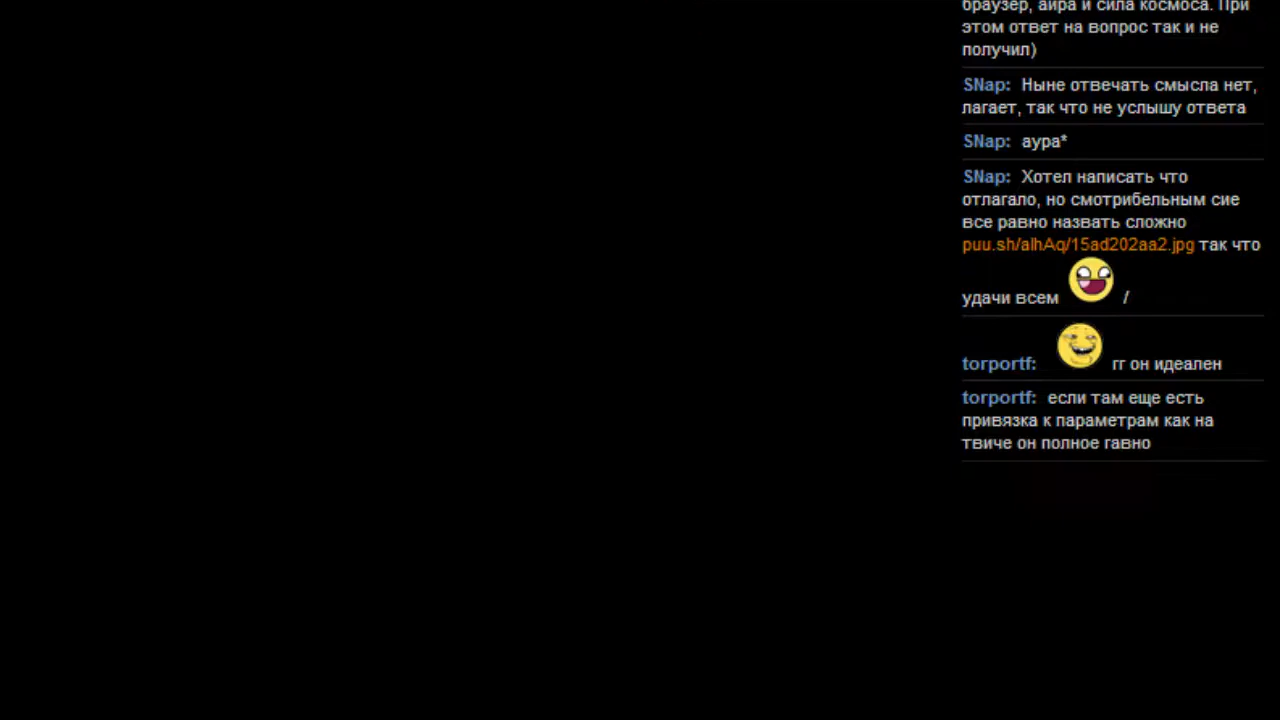 браузер, аира и сила космоса. При
этом ответ на вопрос так и не
получил)
SNap: Ныне отвечать смысла нет,
лагает, так что не услышу ответа
SNap: аура*
SNap: Хотел написать что
отлагало, но смотрибельным сие
все равно назвать сложно
puu.sh/alhAq/15ad202aa2.jpg так что
удачи всем /
torportf: гг он идеален
torportf: если там еще есть
привязка к параметрам как на
твиче он полное гавно